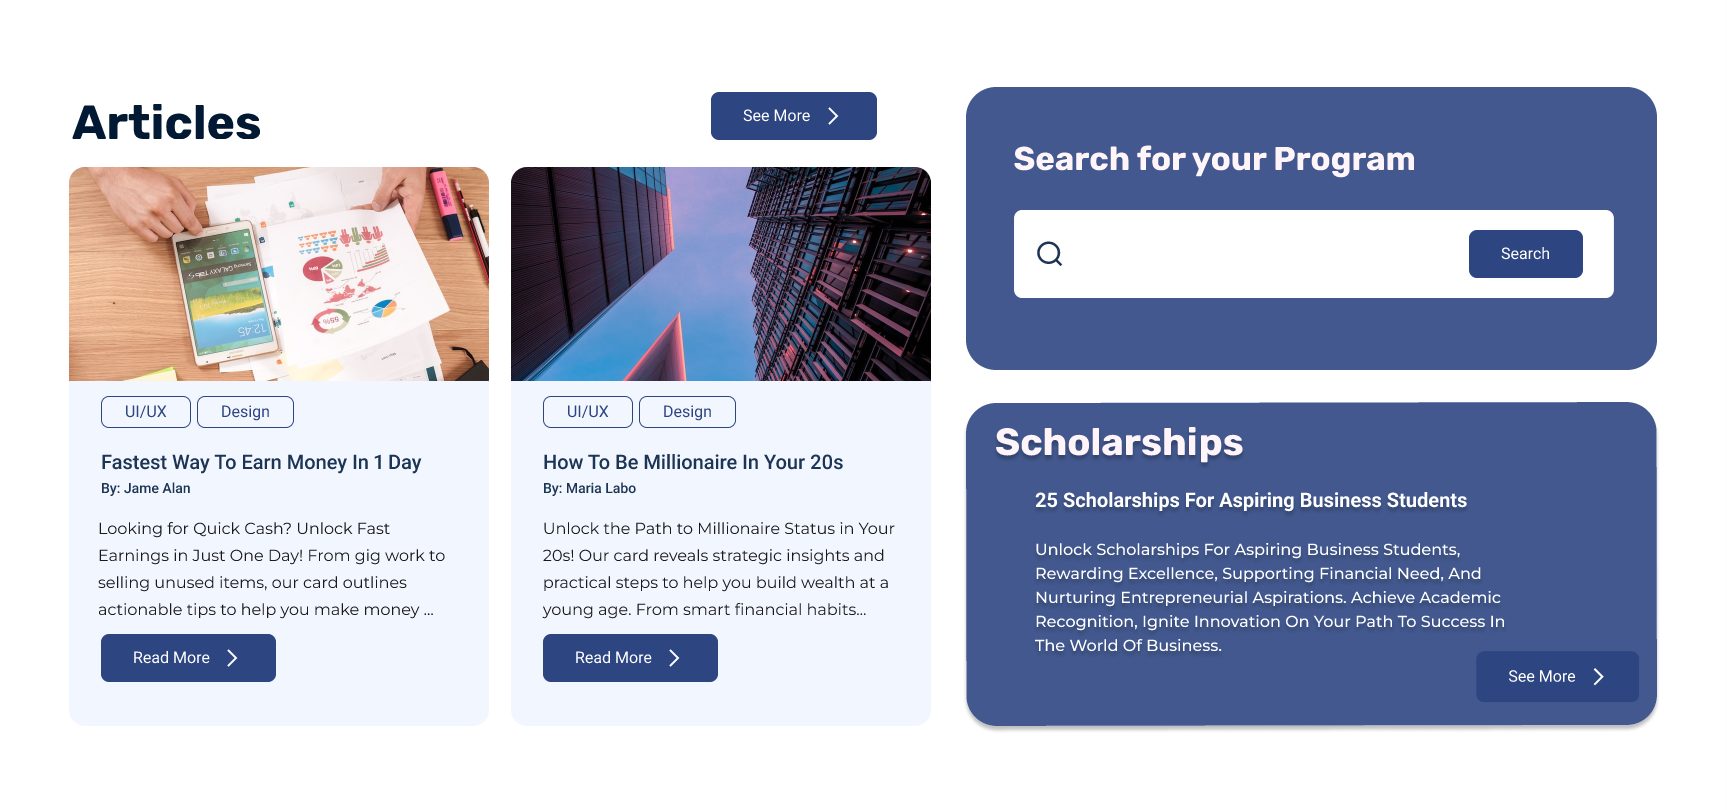 Articles
See More
UI/UX
Design
Fastest Way To Earn Money In 1 Day
By: Jame Alan
Looking for Quick Cash? Unlock Fast
Earnings in Just One Day! From gig work to
selling unused items, our card outlines
actionable tips to help you make money ...
Read More
UI/UX
Design
How To Be Millionaire In Your 20s
By: Maria Labo
Unlock the Path to Millionaire Status in Your
20s! Our card reveals strategic insights and
practical steps to help you build wealth at a
young age. From smart financial habits...
Read More
Search for your Program
Search
Scholarships
25 Scholarships For Aspiring Business Students
Unlock Scholarships For Aspiring Business Students,
Rewarding Excellence, Supporting Financial Need, And
Nurturing Entrepreneurial Aspirations. Achieve Academic
Recognition, Ignite Innovation On Your Path To Success In
The World Of Business.
See More
Samsung GALAXY Tab S
12:45
55%